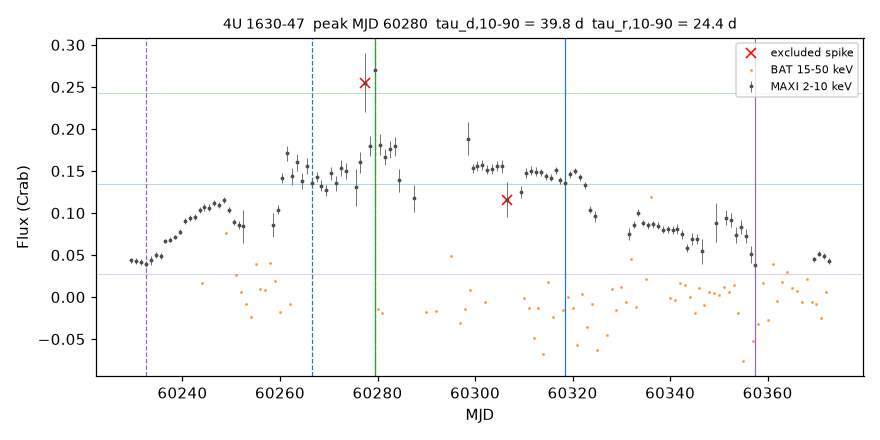 4U 1630-47  peak MJD 60280  tau_d,10-90 = 39.8 d  tau_r,10-90 = 24.4 d
excluded spike
BAT 15-50 keV
MAXI 2-10 keV
0.30
0.25
0.20
0.15
0.10
0.05
0.00
−0.05
Flux (Crab)
60240
60260
60280
60300
60320
60340
60360
MJD